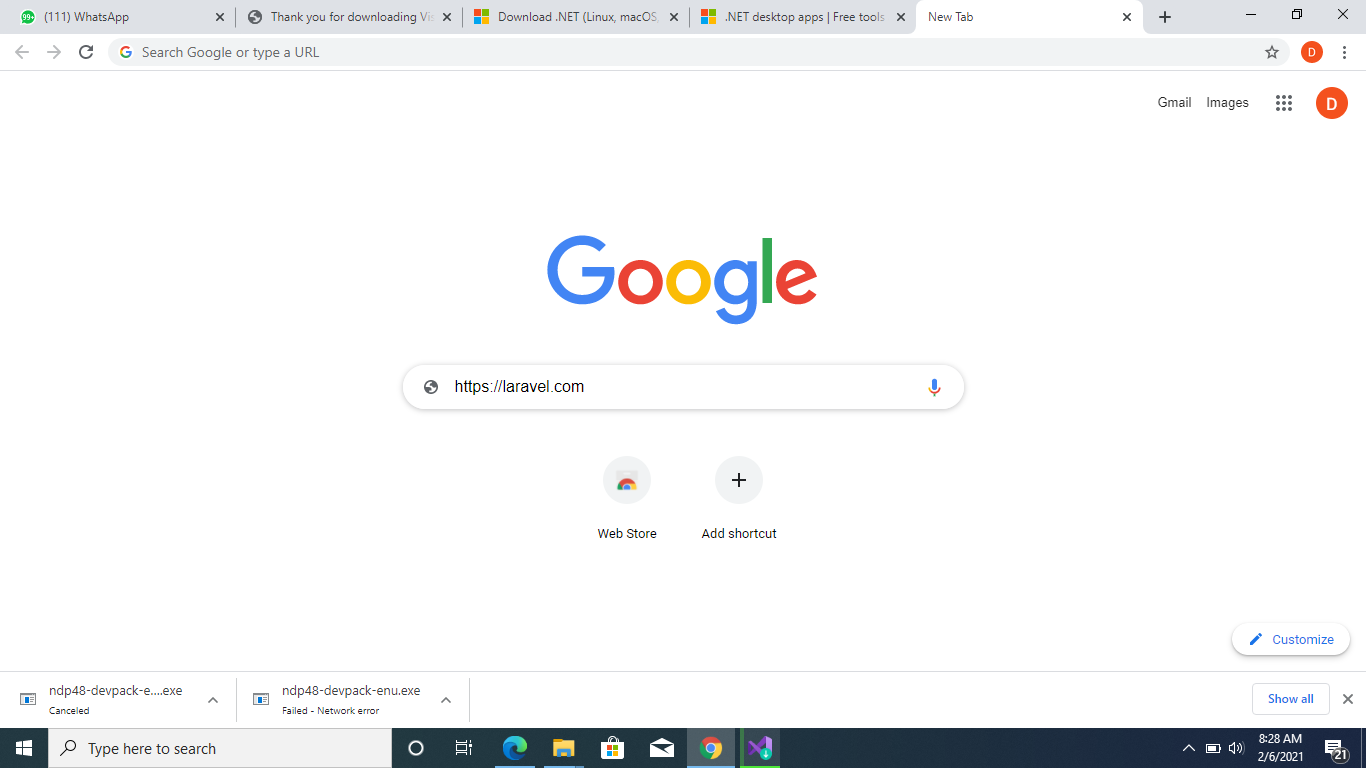 99+
(111) WhatsApp
Thank you for downloading Vis
Download .NET (Linux, macOS,
.NET desktop apps | Free tools
New Tab
Search Google or type a URL
D
Gmail
Images
D
Google
https://laravel.com
Web Store
Add shortcut
Customize
ndp48-devpack-e....exe
Canceled
ndp48-devpack-enu.exe
Failed - Network error
Show all
Type here to search
8:28 AM
2/6/2021
21